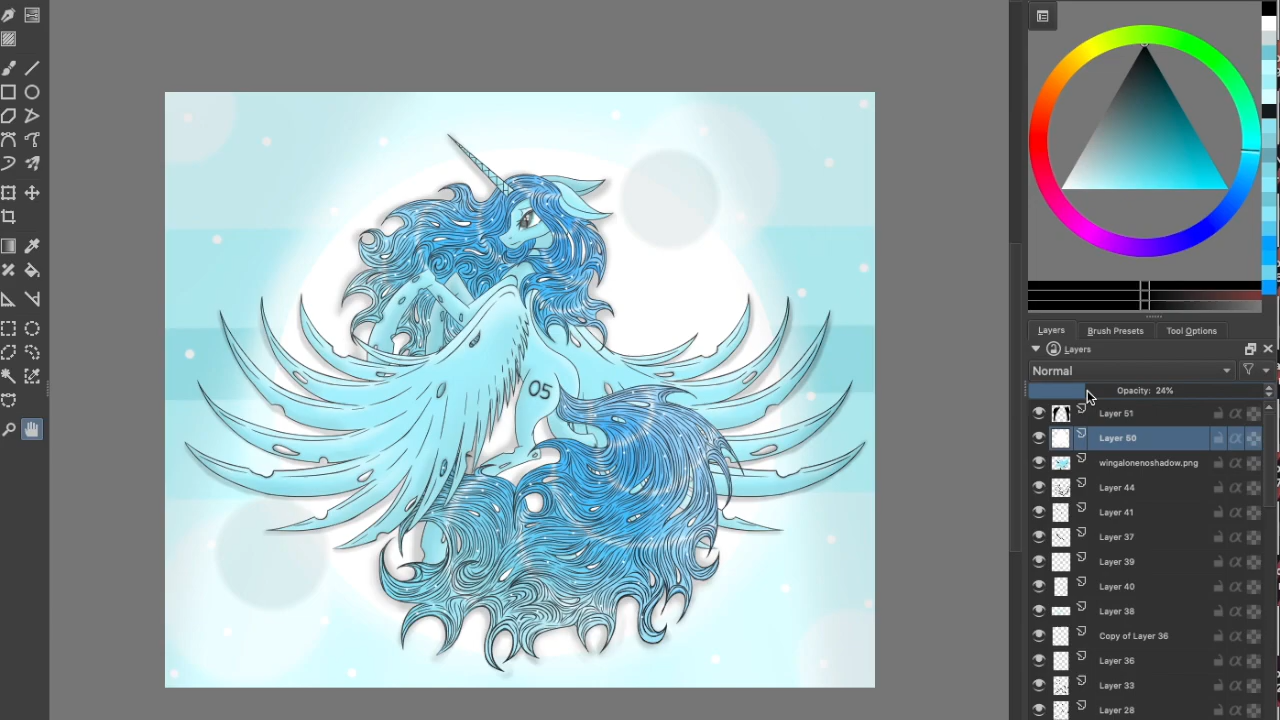 05
Layers
Brush Presets
Tool Options
Layers
Normal
Opacity: 24%
Layer 51
Layer 50
wingalonenoshadow.png
Layer 44
Layer 41
Layer 37
Layer 39
Layer 40
Layer 38
Copy of Layer 36
Layer 36
Layer 33
Layer 28